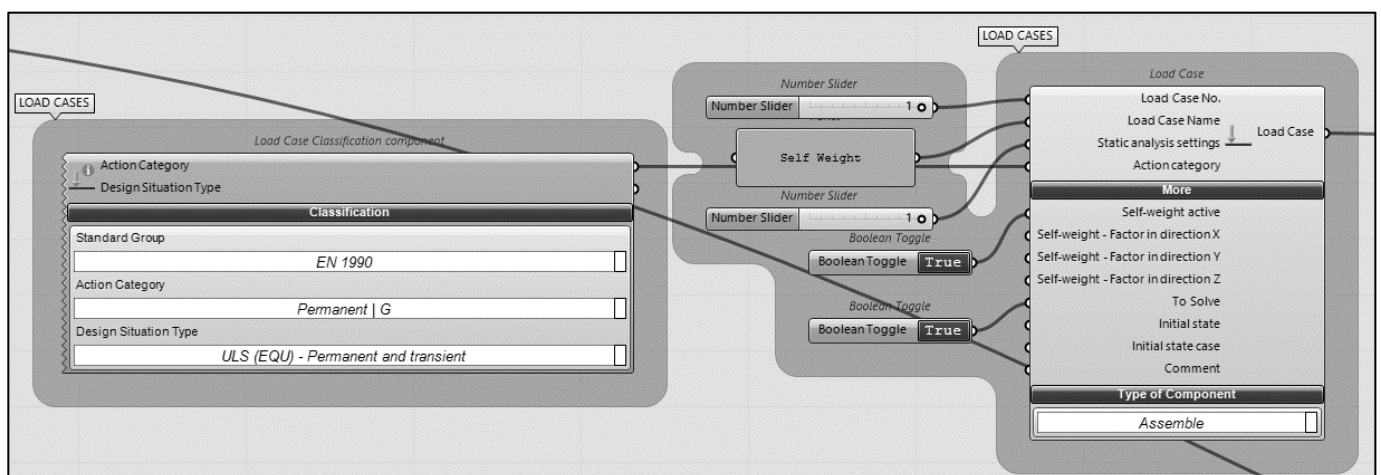 LOAD CASES
Load Case Classification component
Action Category
Design Situation Type
Classification
Standard Group
EN 1990
Action Category
Permanent | G
Design Situation Type
ULS (EQU) - Permanent and transient
Number Slider
Number Slider 1
Self Weight
Number Slider
Number Slider 1
Boolean Toggle
Boolean Toggle True
Boolean Toggle
Boolean Toggle True
LOAD CASES
Load Case
Load Case No.
Load Case Name
Static analysis settings
Action category
Load Case
More
Self-weight active
Self-weight - Factor in direction X
Self-weight - Factor in direction Y
Self-weight - Factor in direction Z
To Solve
Initial state
Initial state case
Comment
Type of Component
Assemble